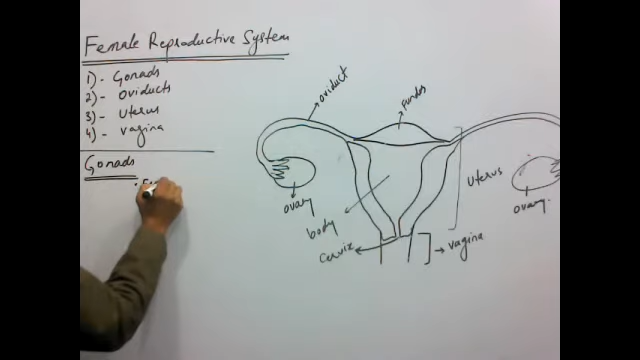 Female Reproductive System
1)- Gonads
2)- Oviducts
3)- Uterus
4)- Vagina
Gonads
oviduct
fundus
ovary
body
cervix
uterus
vagina
ovary